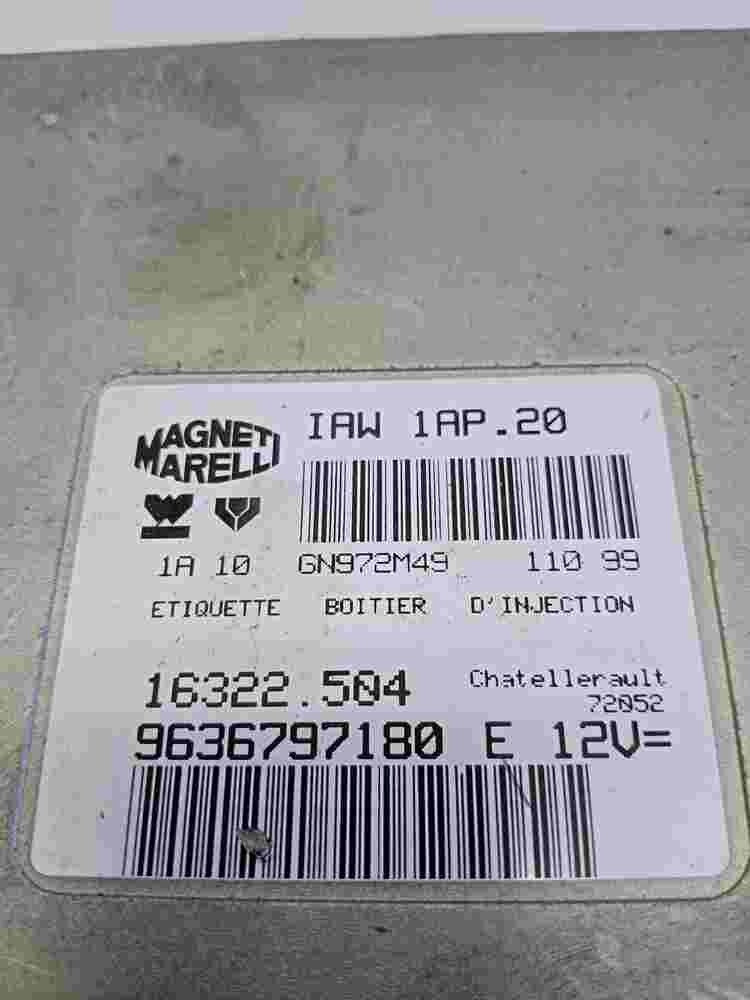 MAGNETI
MARELLI
IAW 1AP.20
1A 10 GN972M49 110 99
ETIQUETTE BOITIER D'INJECTION
16322.504 Chatellerault
72052
9636797180 E 12V=